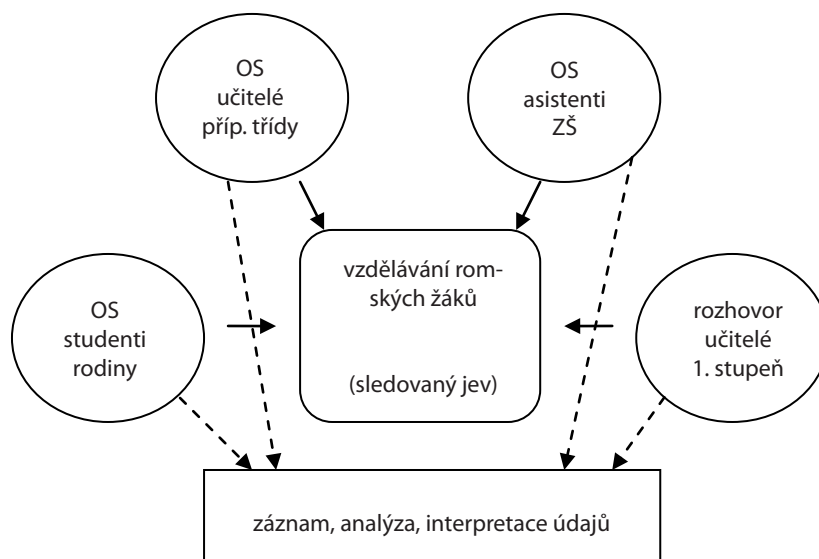 OS
učitelé
příp. třídy
OS
asistenti
ZŠ
vzdělávání rom-
ských žáků
(sledovaný jev)
OS
studenti
rodiny
rozhovor
učitelé
1. stupeň
záznam, analýza, interpretace údajů